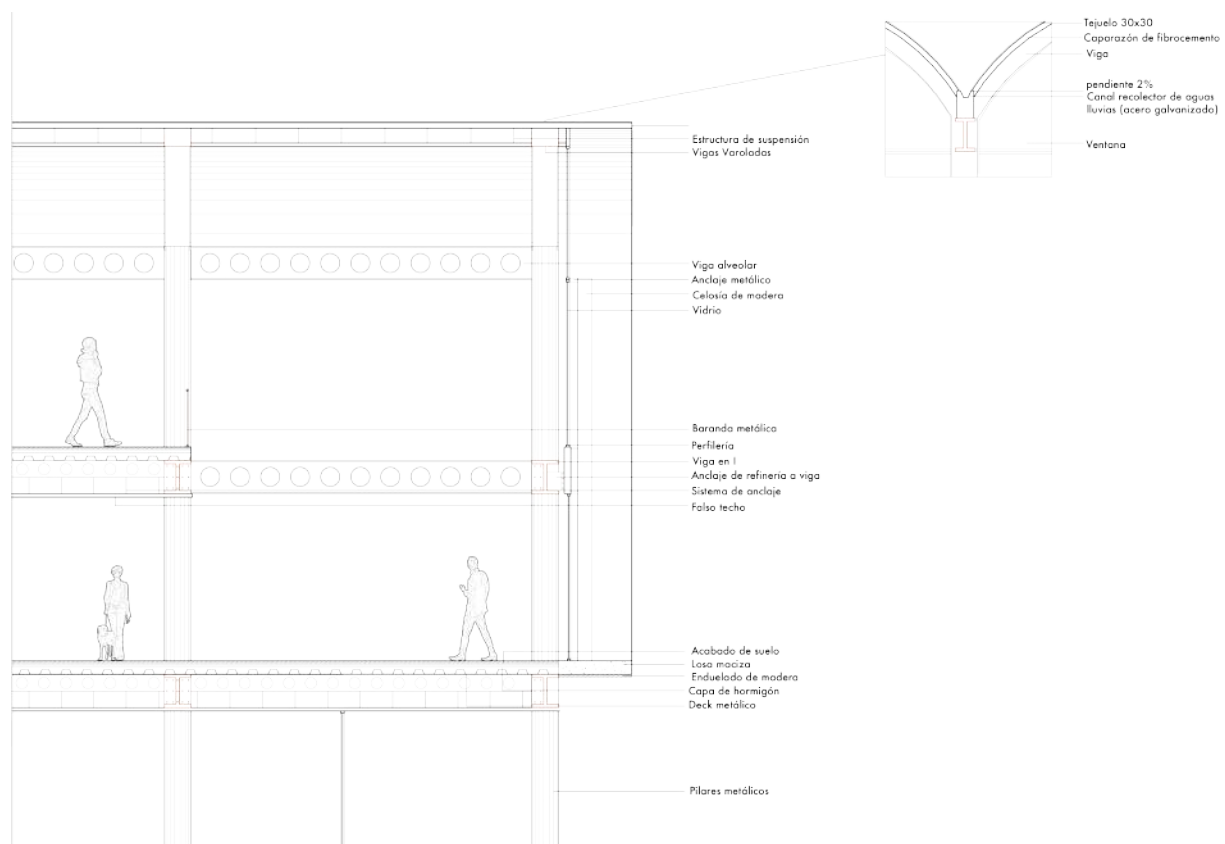 Tejuelo 30x30
Caparazón de fibrocemento
Viga
pendiente 2%
Canal recolector de aguas
lluvias (acero galvanizado)
Ventana
Estructura de suspensión
Vigas Varoladas
Viga alveolar
Anclaje metálico
Celosía de madera
Vidrio
Baranda metálica
Perfilería
Viga en I
Anclaje de refinería a viga
Sistema de anclaje
Falso techo
Acabado de suelo
Losa maciza
Enduelado de madera
Capa de hormigón
Deck metálico
Pilares metálicos